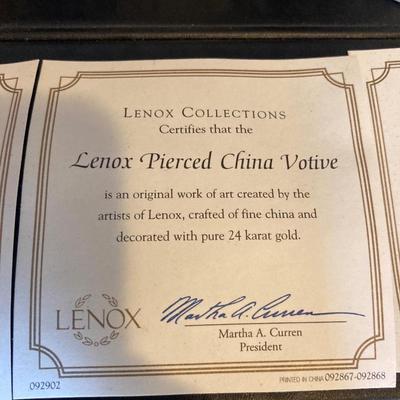 LENOX COLLECTIONS
Certifies that the
Lenox Pierced China Votive
is an original work of art created by the
artists of Lenox, crafted of fine china and
decorated with pure 24 karat gold.
LENOX
Martha A. Curren
Martha A. Curren
President
092902
PRINTED IN CHINA 092867-092868